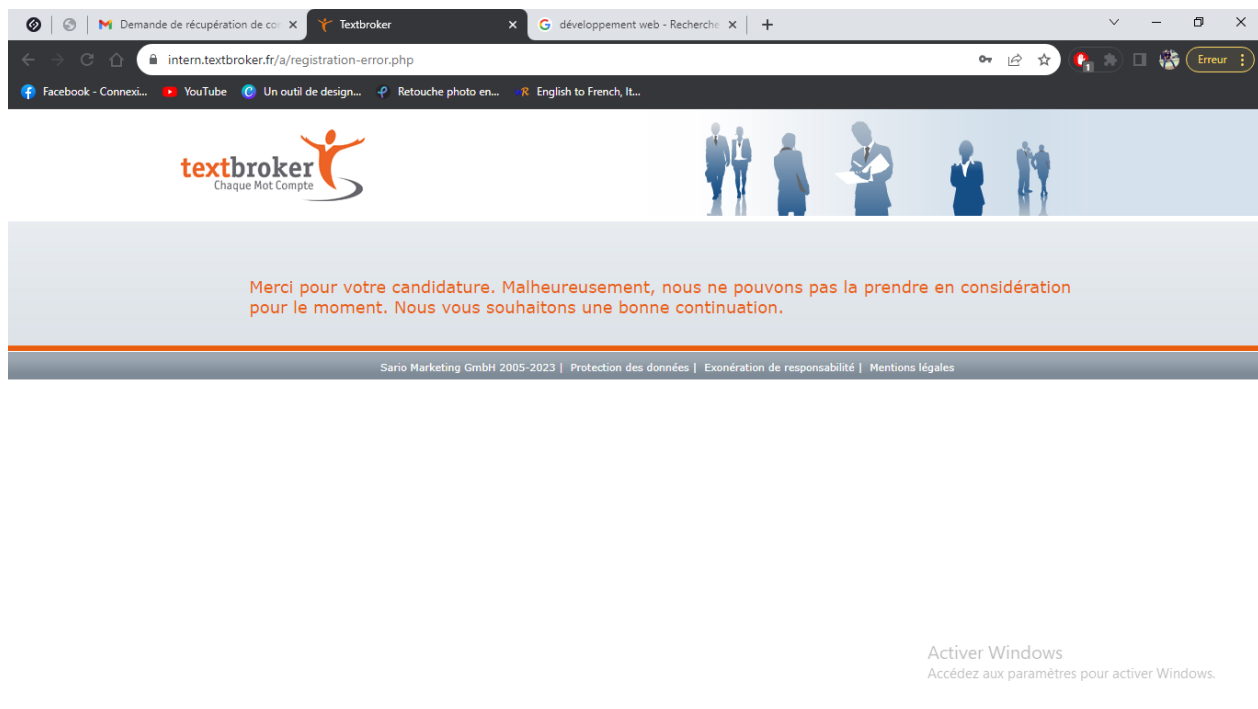 Demande de récupération de co
Textbroker
développement web - Recherche
intern.textbroker.fr/a/registration-error.php
Erreur
Facebook - Connexi...
YouTube
Un outil de design...
Retouche photo en...
English to French, It...
textbroker
Chaque Mot Compte
Merci pour votre candidature. Malheureusement, nous ne pouvons pas la prendre en considération
pour le moment. Nous vous souhaitons une bonne continuation.
Sario Marketing GmbH 2005-2023 | Protection des données | Exonération de responsabilité | Mentions légales
Activer Windows
Accédez aux paramètres pour activer Windows.